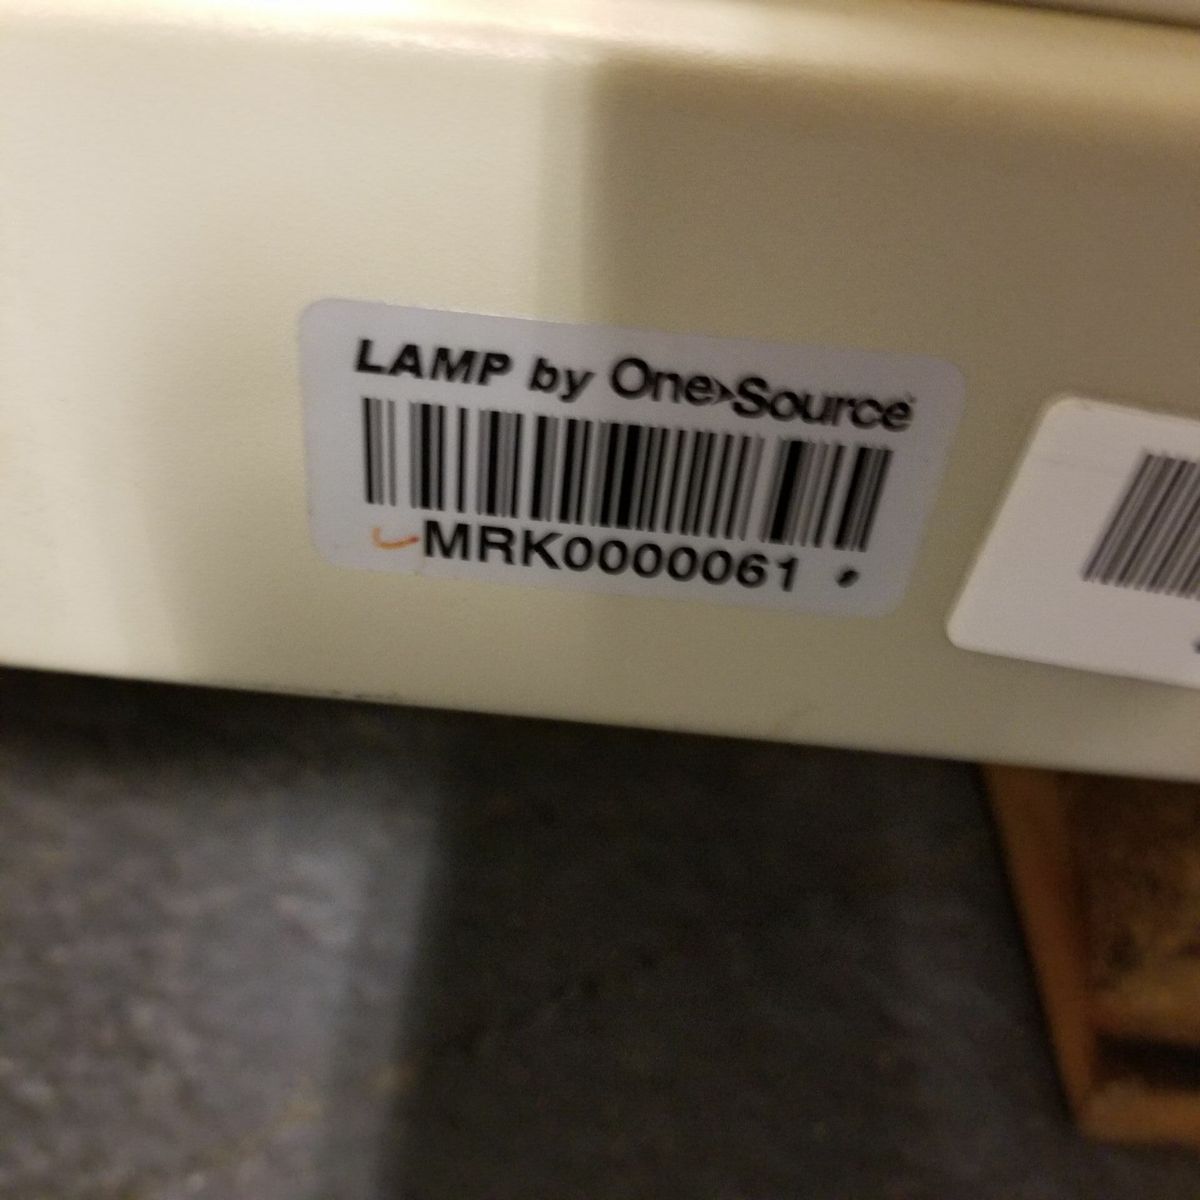 LAMP by One>Source
MRK0000061